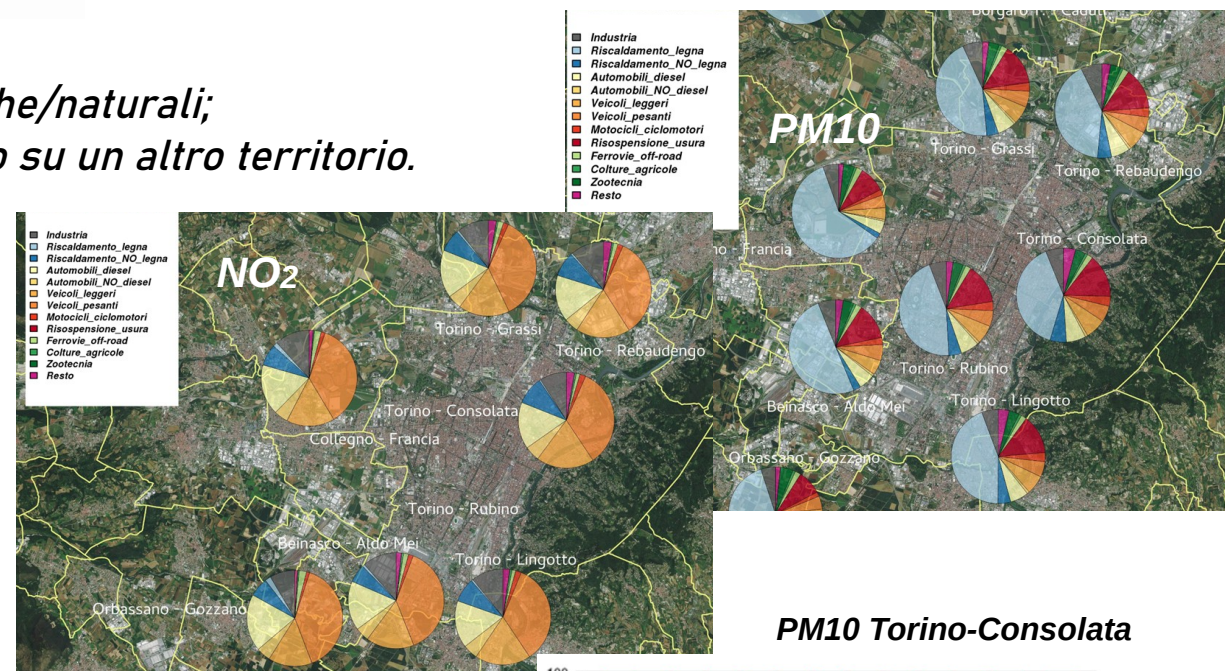 he/naturali;
o su un altro territorio.
Industria
Riscaldamento_legna
Riscaldamento_NO_legna
Automobili_diesel
Automobili_NO_diesel
Veicoli_leggeri
Veicoli_pesanti
Motocicli_ciclomotori
Risospensione_usura
Ferrovie_off-road
Colture_agricole
Zootecnia
Resto
PM10
Torino - Grassi
Torino - Rebaudengo
no - Francia
Torino - Consolata
Torino - Rubino
Beinasco - Aldo Mei
Torino - Lingotto
Orbassano - Gozzano
Industria
Riscaldamento_legna
Riscaldamento_NO_legna
Automobili_diesel
Automobili_NO_diesel
Veicoli_leggeri
Veicoli_pesanti
Motocicli_ciclomotori
Risospensione_usura
Ferrovie_off-road
Colture_agricole
Zootecnia
Resto
NO2
Torino - Grassi
Torino - Rebaudengo
Torino - Consolata
Collegno - Francia
Torino - Rubino
Beinasco - Aldo Mei
Torino - Lingotto
Orbassano - Gozzano
PM10 Torino-Consolata